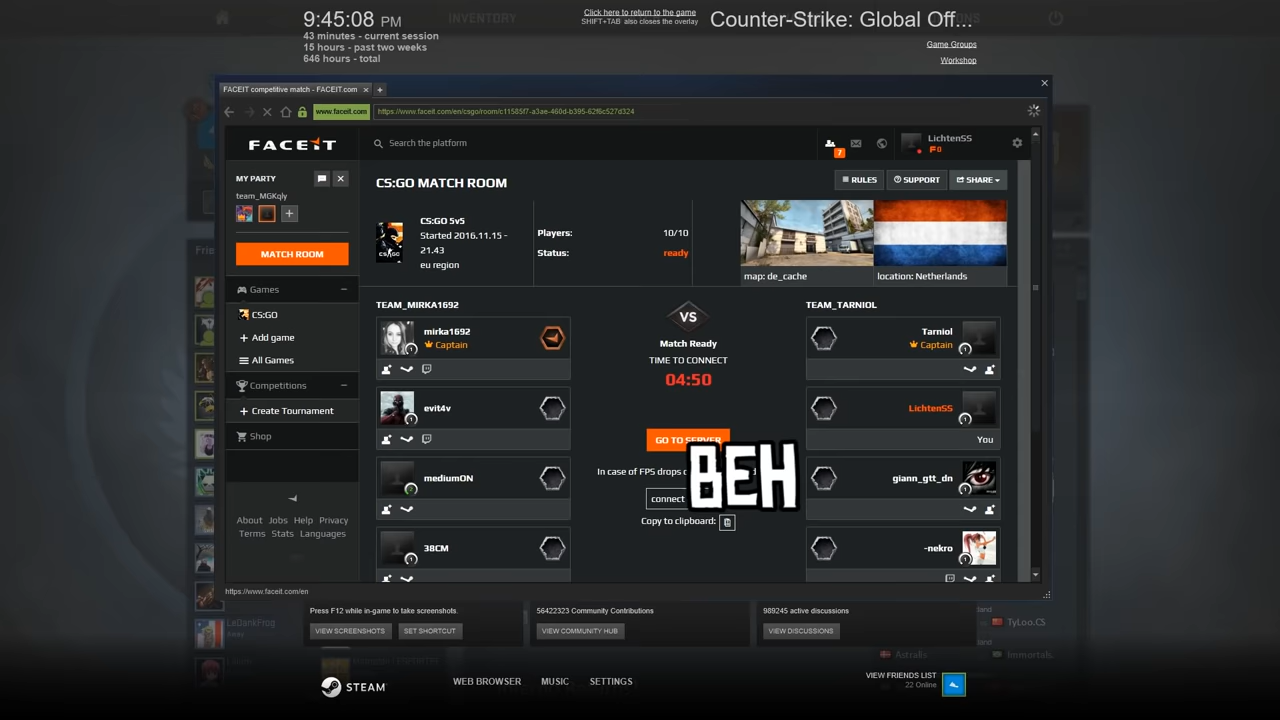 9:45:08 PM
43 minutes - current session
15 hours - past two weeks
646 hours - total
INVENTORY
Click here to return to the game
SHIFT+TAB also closes the overlay
Counter-Strike: Global Off...
Game Groups
Workshop
FACEIT competitive match - FACEIT.com
www.faceit.com
https://www.faceit.com/en/csgo/room/c11585f7-a3ae-460d-b395-62f6c527d324
FACEIT
Search the platform
7
LichtenSS
0
MY PARTY
team_MGKqly
MATCH ROOM
Games
CS:GO
Add game
All Games
Competitions
Create Tournament
Shop
About Jobs Help Privacy
Terms Stats Languages
CS:GO MATCH ROOM
RULES
SUPPORT
SHARE
CS:GO 5v5
Started 2016.11.15 -
21.43
eu region
Players: 10/10
Status: ready
map: de_cache
location: Netherlands
TEAM_MIRKA1692
mirka1692
Captain
evit4v
mediumON
38CM
VS
Match Ready
TIME TO CONNECT
04:50
GO TO SERVER
In case of FPS drops
connect
BEH
Copy to clipboard:
TEAM_TARNIOL
Tarniol
Captain
LichtenSS
You
giann_gtt_dn
-nekro
https://www.faceit.com/en
Press F12 while in-game to take screenshots.
VIEW SCREENSHOTS
SET SHORTCUT
56422323 Community Contributions
VIEW COMMUNITY HUB
989245 active discussions
VIEW DISCUSSIONS
LaDankFrog
TyLoo.CS
Astralis
Immortals
STEAM
WEB BROWSER
MUSIC
SETTINGS
VIEW FRIENDS LIST
22 Online